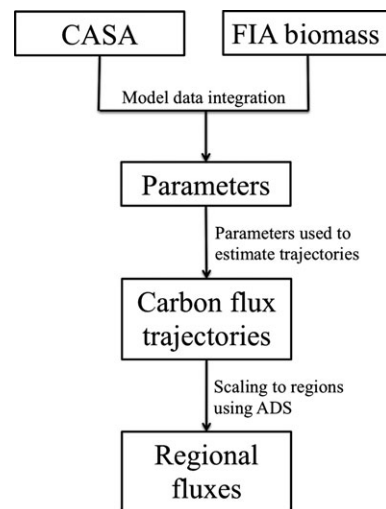 CASA
FIA biomass
Model data integration
Parameters
Parameters used to
estimate trajectories
Carbon flux
trajectories
Scaling to regions
using ADS
Regional
fluxes